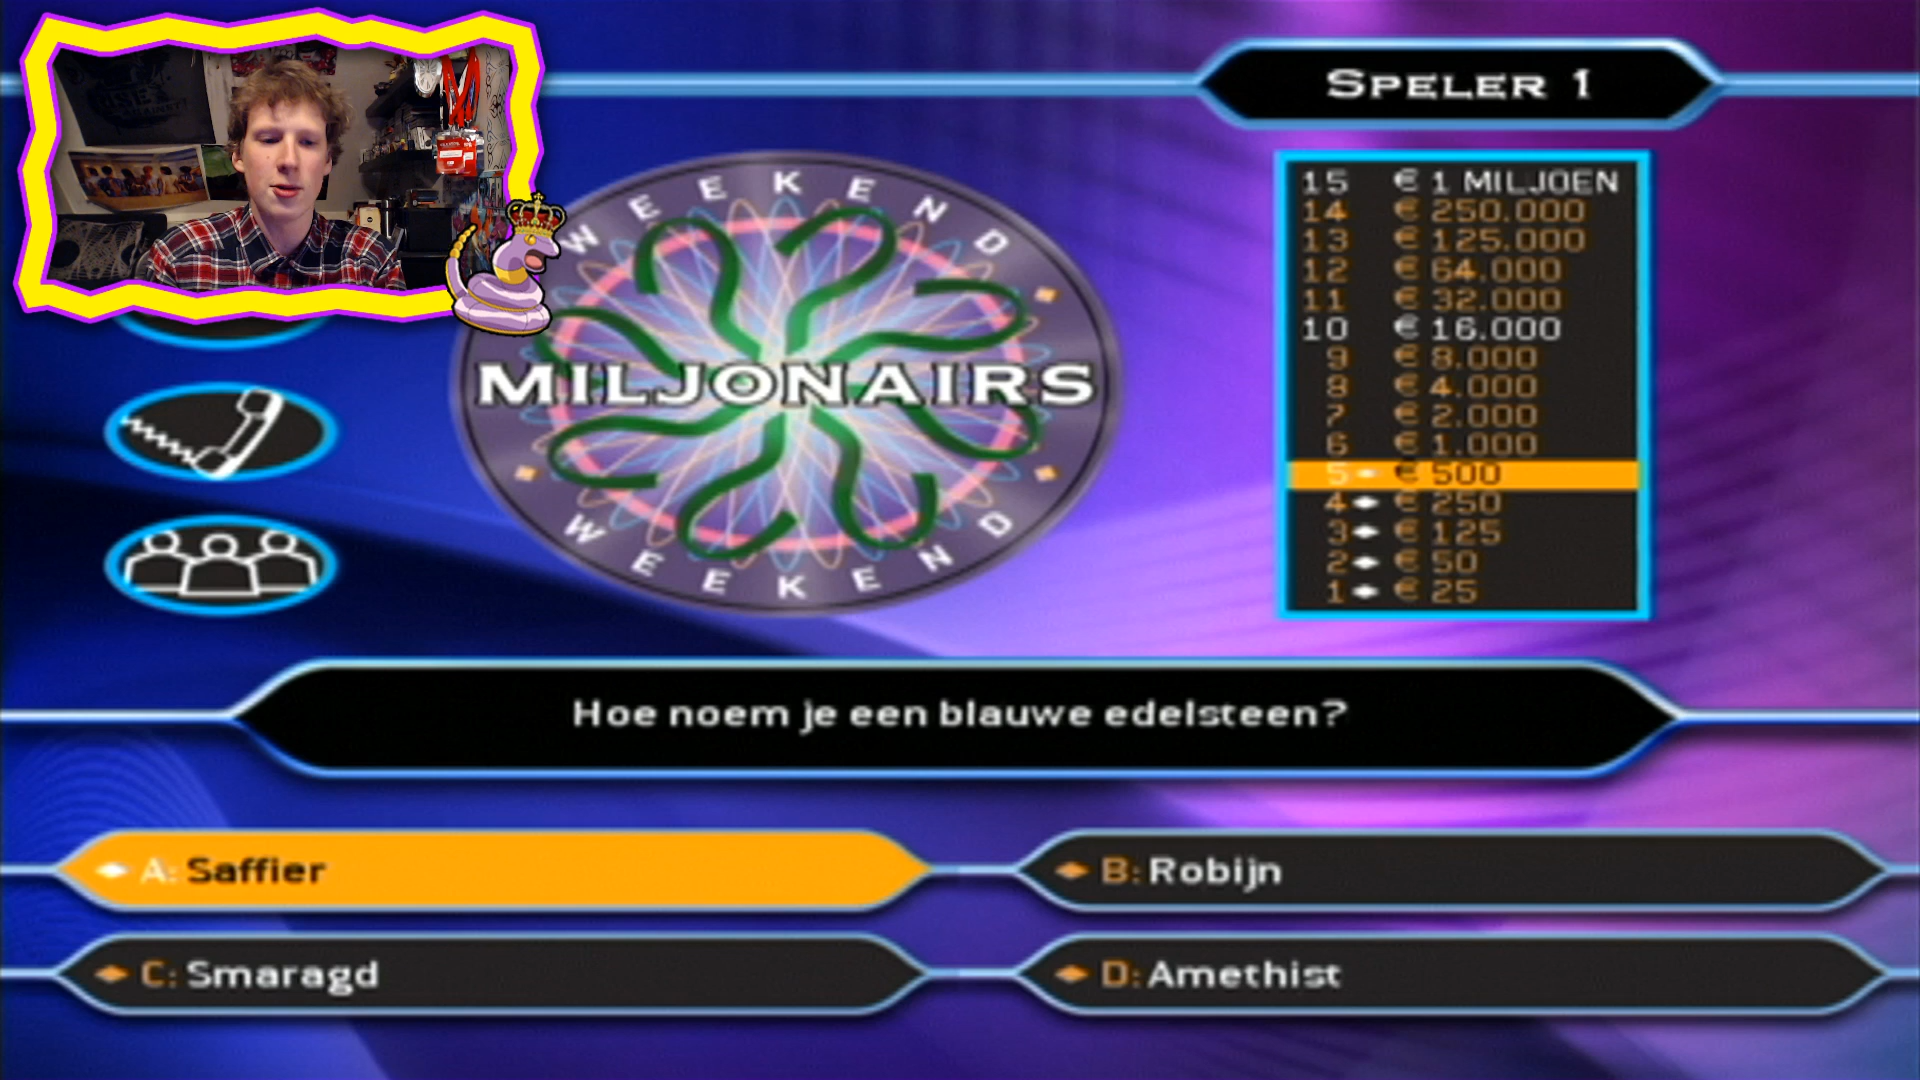 SPELER 1
WEEKEND
MILJONAIRS
WEEKEND
15 € 1 MILJOEN
14 € 250.000
13 € 125.000
12 € 64.000
11 € 32.000
10 € 16.000
9 € 8.000
8 € 4.000
7 € 2.000
6 € 1.000
5 € 500
4 € 250
3 € 125
2 € 50
1 € 25
Hoe noem je een blauwe edelsteen?
A: Saffier
B: Robijn
C: Smaragd
D: Amethist